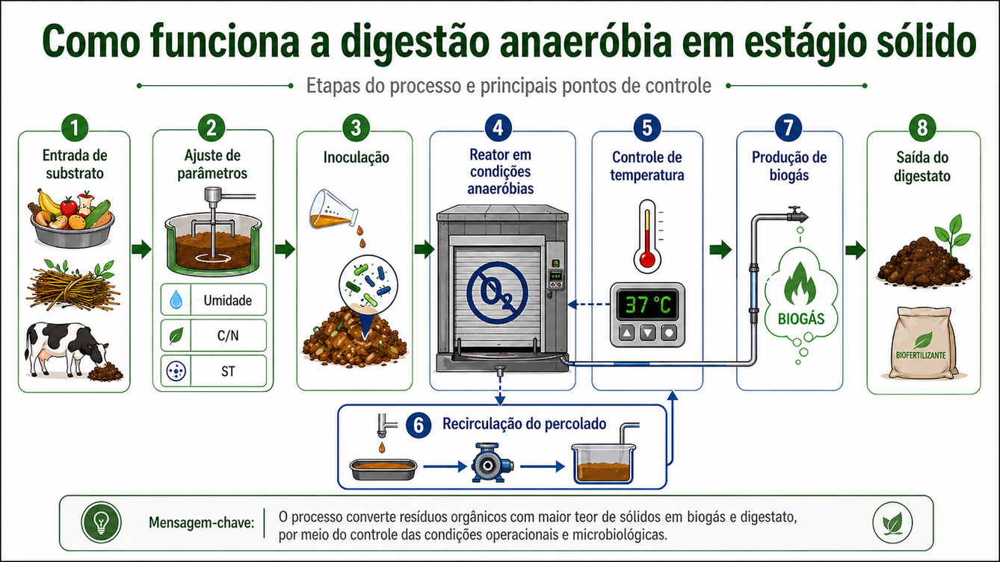 Como funciona a digestão anaeróbia em estágio sólido
Etapas do processo e principais pontos de controle
1
Entrada de
substrato
2
Ajuste de
parâmetros
Umidade
C/N
ST
3
Inoculação
4
Reator em
condições
anaeróbias
O2
5
Controle de
temperatura
37 °C
6
Recirculação do percolado
7
Produção de
biogás
BIOGÁS
8
Saída do
digestato
BIOFERTILIZANTE
Mensagem-chave:
O processo converte resíduos orgânicos com maior teor de sólidos em biogás e digestato,
por meio do controle das condições operacionais e microbiológicas.